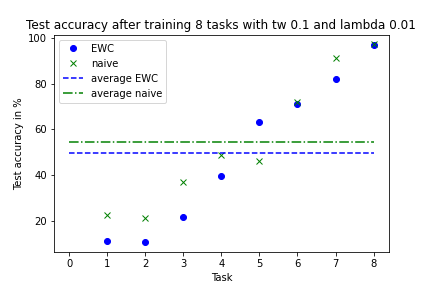 Test accuracy after training 8 tasks with tw 0.1 and lambda 0.01
100
80
60
40
20
Test accuracy in %
EWC
naive
average EWC
average naive
0 1 2 3 4 5 6 7 8
Task